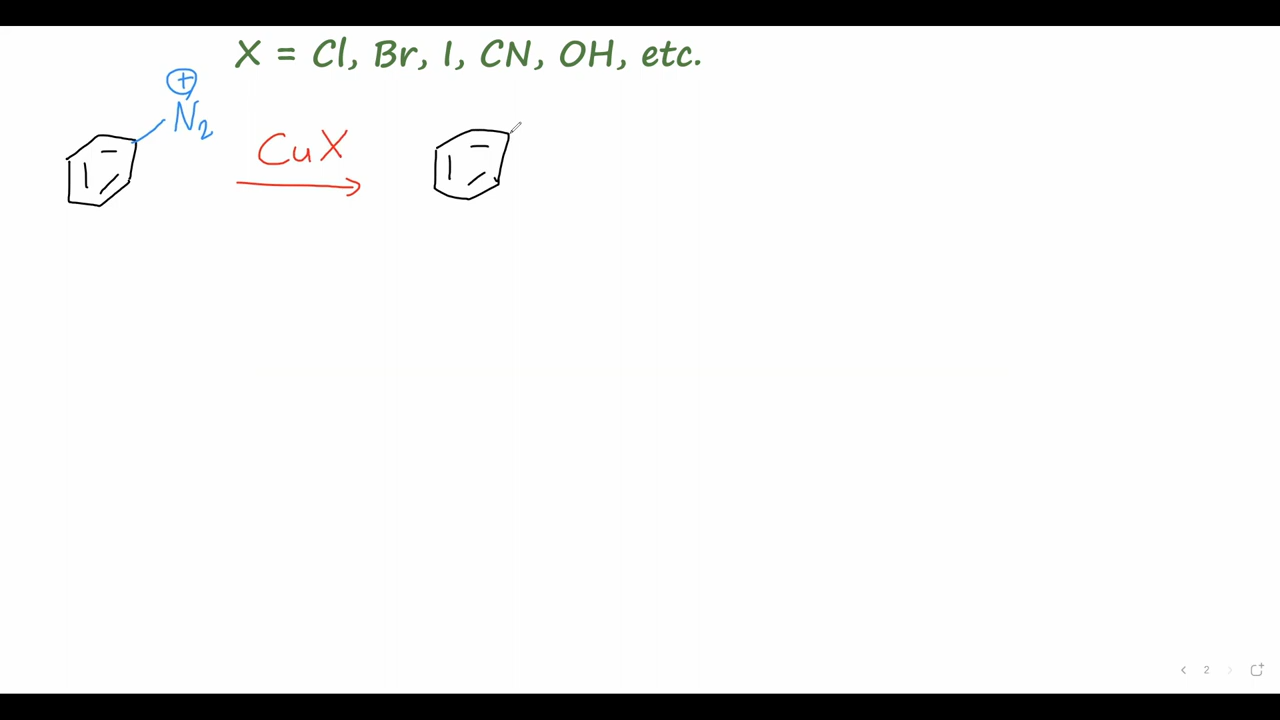 X = Cl, Br, I, CN, OH, etc.
⊕
N₂
CuX
2